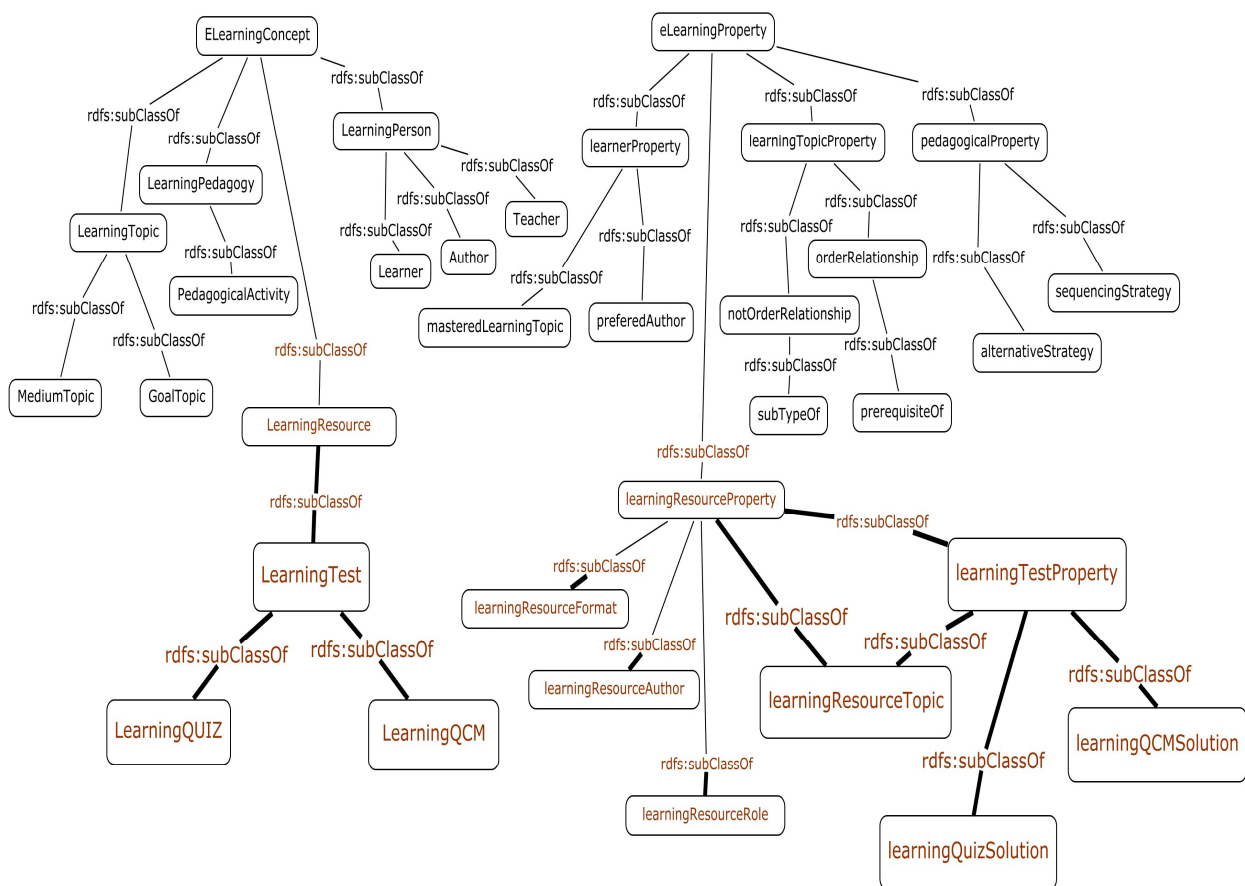 ELearningConcept
eLearningProperty
rdfs:subClassOf
rdfs:subClassOf
rdfs:subClassOf
rdfs:subClassOf
rdfs:subClassOf
rdfs:subClassOf
rdfs:subClassOf
LearningPerson
learnerProperty
learningTopicProperty
pedagogicalProperty
rdfs:subClassOf
LearningPedagogy
rdfs:subClassOf
rdfs:subClassOf
rdfs:subClassOf
Teacher
LearningTopic
rdfs:subClassOf
rdfs:subClassOf
rdfs:subClassOf
rdfs:subClassOf
rdfs:subClassOf
Author
orderRelationship
rdfs:subClassOf
Learner
rdfs:subClassOf
PedagogicalActivity
sequencingStrategy
rdfs:subClassOf
masteredLearningTopic
preferedAuthor
notOrderRelationship
rdfs:subClassOf
rdfs:subClassOf
rdfs:subClassOf
alternativeStrategy
rdfs:subClassOf
MediumTopic
GoalTopic
subTypeOf
prerequisiteOf
LearningResource
rdfs:subClassOf
rdfs:subClassOf
learningResourceProperty
rdfs:subClassOf
rdfs:subClassOf
LearningTest
learningTestProperty
learningResourceFormat
rdfs:subClassOf
rdfs:subClassOf
rdfs:subClassOf
rdfs:subClassOf
rdfs:subClassOf
rdfs:subClassOf
learningResourceAuthor
learningResourceTopic
LearningQUIZ
LearningQCM
learningQCMSolution
rdfs:subClassOf
rdfs:subClassOf
learningResourceRole
learningQuizSolution